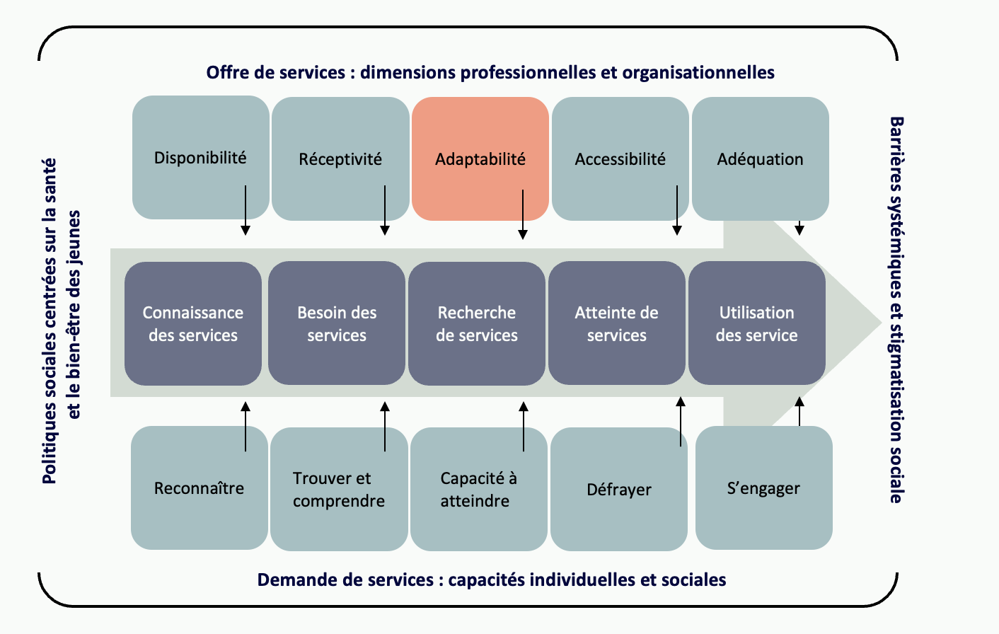 Offre de services : dimensions professionnelles et organisationnelles
Disponibilité
Réceptivité
Adaptabilité
Accessibilité
Adéquation
Politiques sociales centrées sur la santé
et le bien-être des jeunes
Connaissance
des services
Besoin des
services
Recherche
de services
Atteinte de
services
Utilisation
des service
Barrières systémiques et stigmatisation sociale
Reconnaître
Trouver et
comprendre
Capacité à
atteindre
Défrayer
S’engager
Demande de services : capacités individuelles et sociales